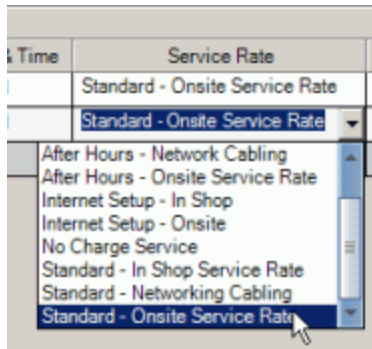 & Time Service Rate
Standard - Onsite Service Rate
Standard - Onsite Service Rate
After Hours - Network Cabling
After Hours - Onsite Service Rate
Internet Setup - In Shop
Internet Setup - Onsite
No Charge Service
Standard - In Shop Service Rate
Standard - Networking Cabling
Standard - Onsite Service Rate